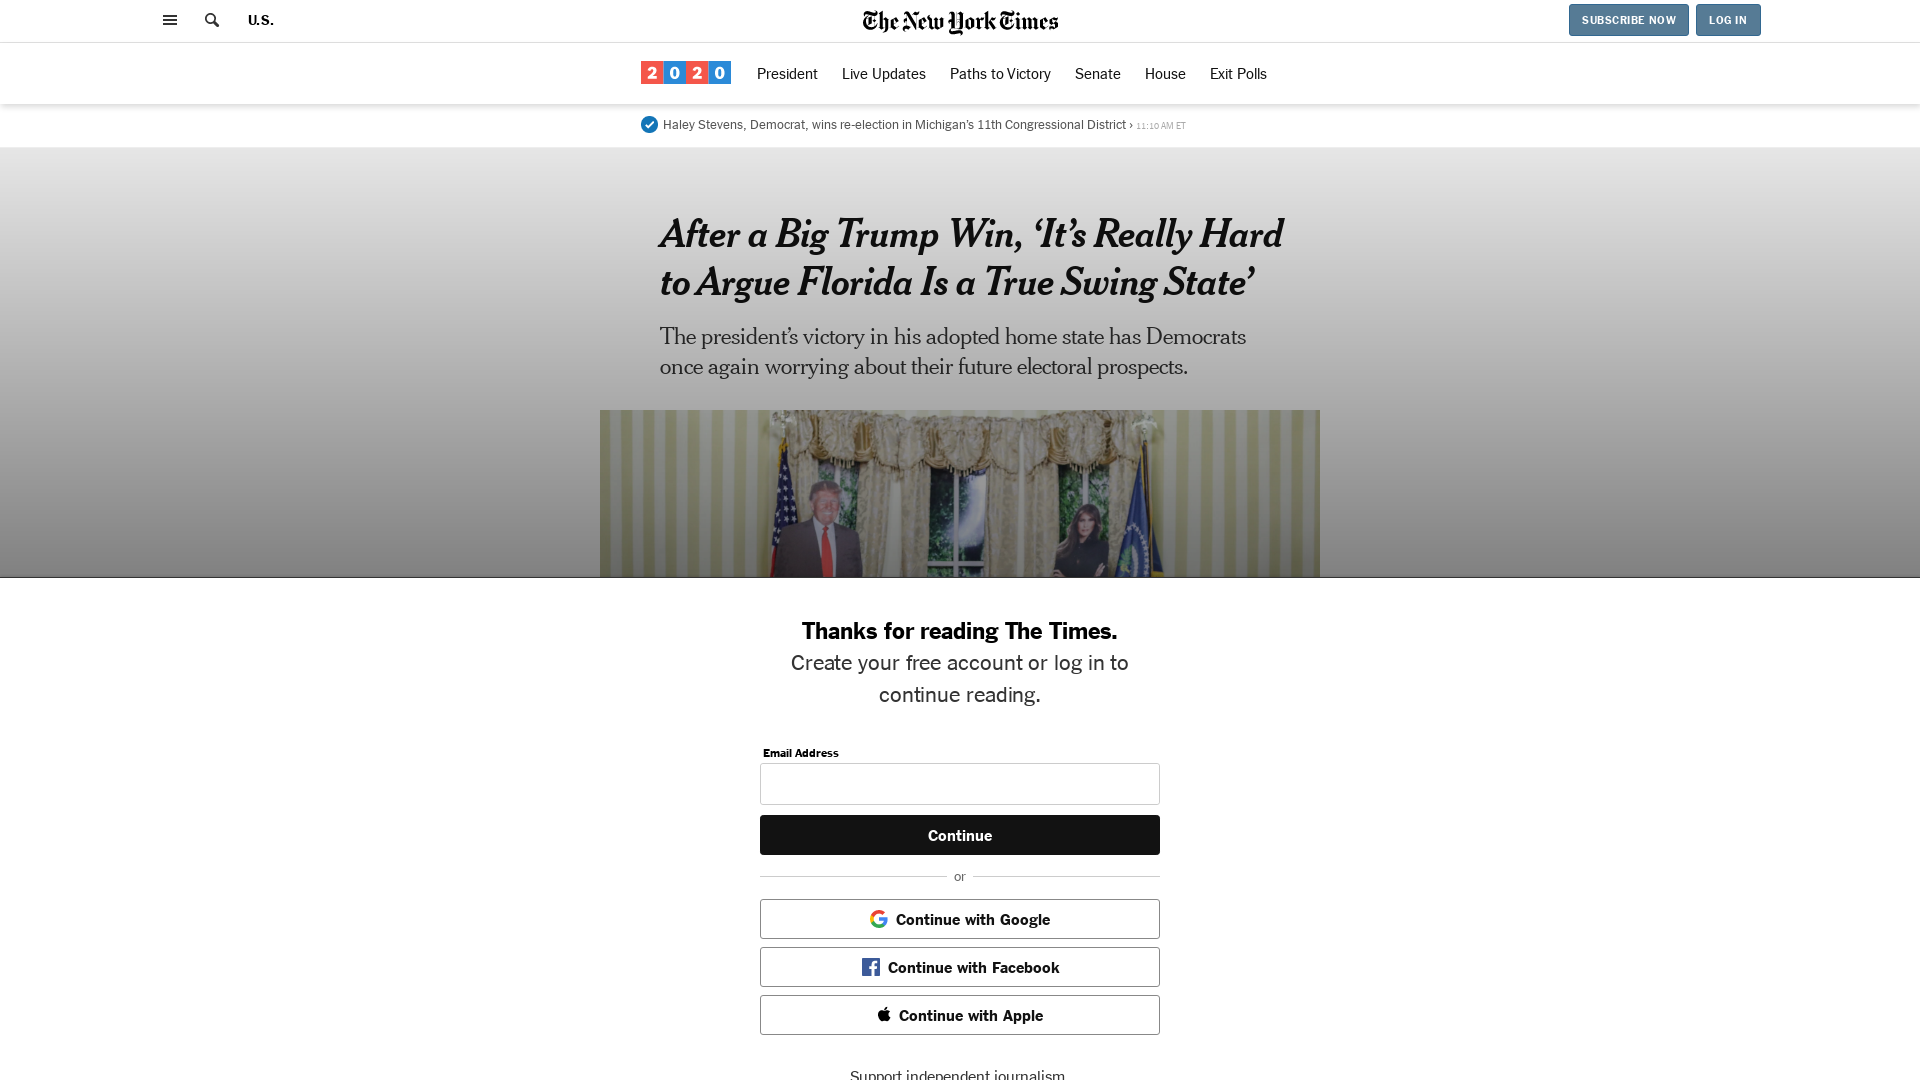 U.S.
The New York Times
SUBSCRIBE NOW
LOG IN
2020
President
Live Updates
Paths to Victory
Senate
House
Exit Polls
Haley Stevens, Democrat, wins re-election in Michigan’s 11th Congressional District › 11:10 AM ET
After a Big Trump Win, ‘It’s Really Hard
to Argue Florida Is a True Swing State’
The president’s victory in his adopted home state has Democrats
once again worrying about their future electoral prospects.
Thanks for reading The Times.
Create your free account or log in to
continue reading.
Email Address
Continue
or
Continue with Google
Continue with Facebook
Continue with Apple
Support independent journalism